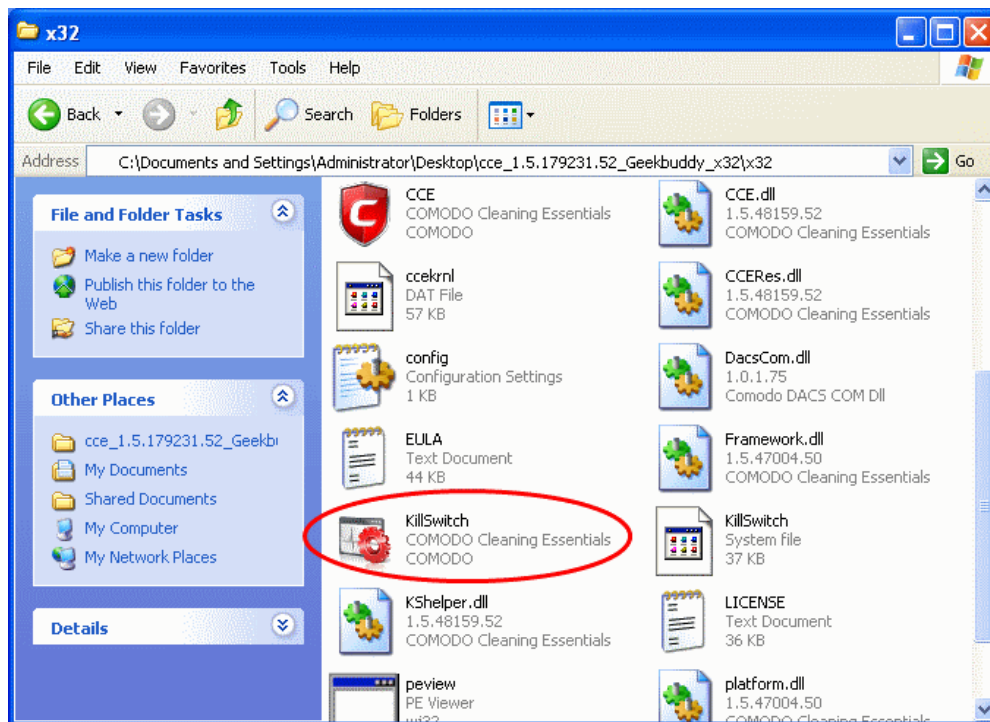 x32
File Edit View Favorites Tools Help
Back Search Folders
Address C:\Documents and Settings\Administrator\Desktop\cce_1.5.179231.52_Geekbuddy_x32\x32 Go
File and Folder Tasks
Make a new folder
Publish this folder to the
Web
Share this folder
Other Places
cce_1.5.179231.52_Geekbu
My Documents
Shared Documents
My Computer
My Network Places
Details
CCE
COMODO Cleaning Essentials
COMODO
CCE.dll
1.5.48159.52
COMODO Cleaning Essentials
ccekrnl
DAT File
57 KB
CCERes.dll
1.5.48159.52
COMODO Cleaning Essentials
config
Configuration Settings
1 KB
DacsCom.dll
1.0.1.75
Comodo DACS COM Dll
EULA
Text Document
44 KB
Framework.dll
1.5.47004.50
COMODO Cleaning Essentials
KillSwitch
COMODO Cleaning Essentials
COMODO
KillSwitch
System file
37 KB
KShelper.dll
1.5.48159.52
COMODO Cleaning Essentials
LICENSE
Text Document
36 KB
peview
PE Viewer
wj32
platform.dll
1.5.47004.50
COMODO Cleaning Essentials